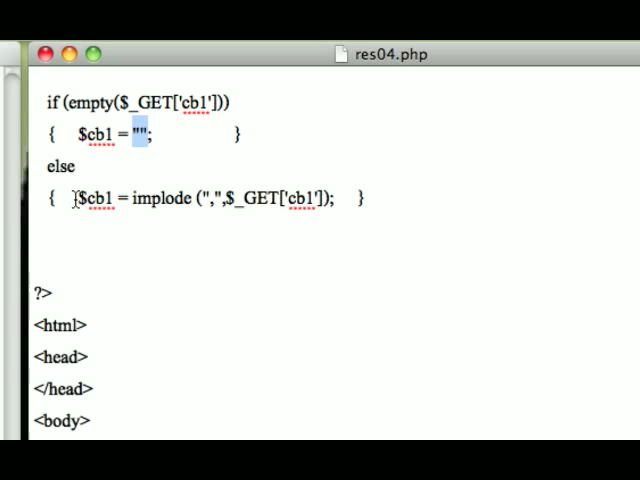 res04.php
if (empty($_GET['cb1']))
{ $cb1 = ""; }
else
{ $cb1 = implode (",",$_GET['cb1']); }
?>
<html>
<head>
</head>
<body>